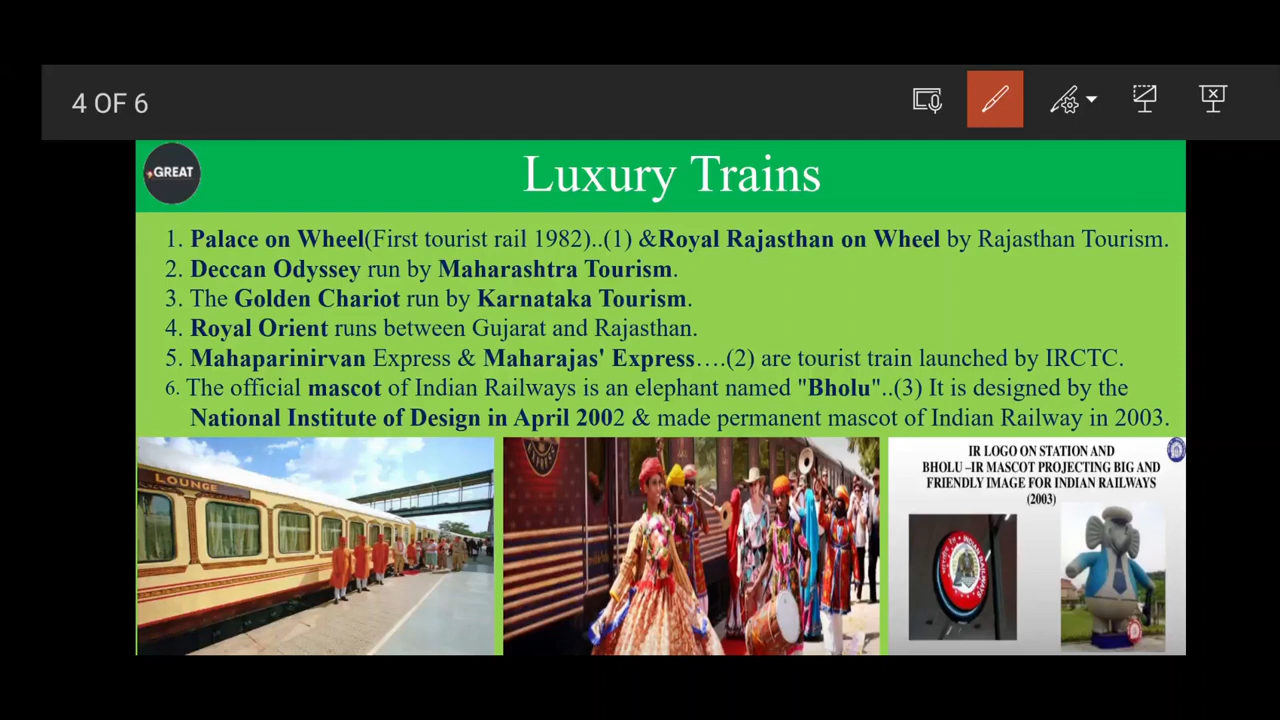 4 OF 6
GREAT
Luxury Trains
1. Palace on Wheel(First tourist rail 1982)..(1) &Royal Rajasthan on Wheel by Rajasthan Tourism.
2. Deccan Odyssey run by Maharashtra Tourism.
3. The Golden Chariot run by Karnataka Tourism.
4. Royal Orient runs between Gujarat and Rajasthan.
5. Mahaparinirvan Express & Maharajas' Express….(2) are tourist train launched by IRCTC.
6. The official mascot of Indian Railways is an elephant named "Bholu"..(3) It is designed by the
National Institute of Design in April 2002 & made permanent mascot of Indian Railway in 2003.
LOUNGE
IR LOGO ON STATION AND
BHOLU –IR MASCOT PROJECTING BIG AND
FRIENDLY IMAGE FOR INDIAN RAILWAYS
(2003)
INDIAN RAILWAYS